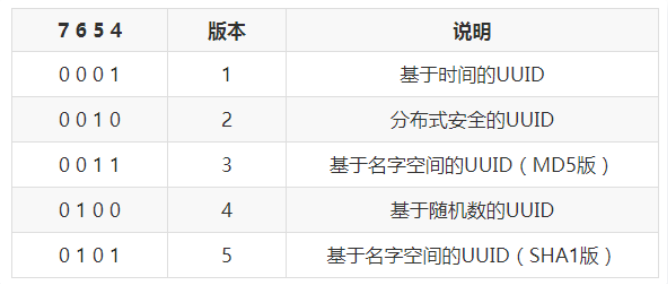 7 6 5 4 版本 说明
0 0 0 1 1 基于时间的UUID
0 0 1 0 2 分布式安全的UUID
0 0 1 1 3 基于名字空间的UUID（MD5版）
0 1 0 0 4 基于随机数的UUID
0 1 0 1 5 基于名字空间的UUID（SHA1版）